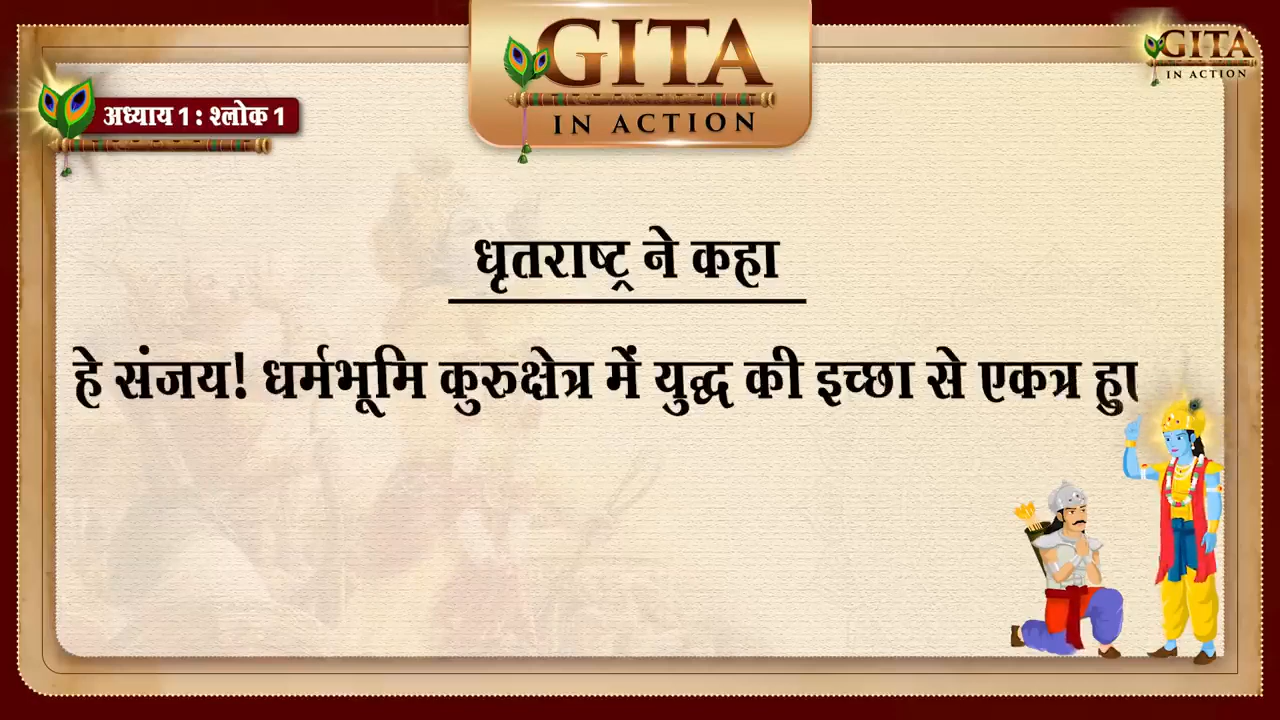 GITA
IN ACTION
GITA
IN ACTION
अध्याय 1 : श्लोक 1
धृतराष्ट्र ने कहा
हे संजय! धर्मभूमि कुरुक्षेत्र में युद्ध की इच्छा से एकत्र